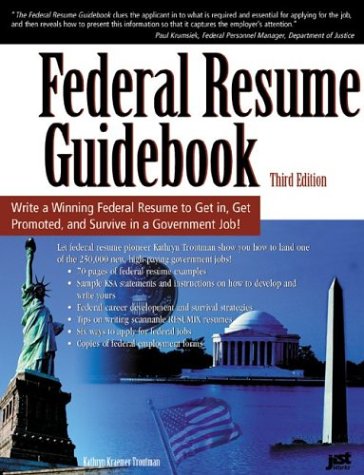 "The Federal Resume Guidebook clues the applicant in to what is required and essential for applying for the job,
and then reveals how to present this information so that it captures the employer's attention."
Paul Krumsiek, Federal Personnel Manager, Department of Justice
Federal Resume
Guidebook
Third Edition
Write a Winning Federal Resume to Get in, Get
Promoted, and Survive in a Government Job!
Let federal resume pioneer Kathryn Troutman show you how to land one
of the 250,000 new, high-paying government jobs!
• 70 pages of federal resume examples
• Sample KSA statements and instructions on how to develop and
write yours
• Federal career development and survival strategies
• Tips on writing scannable RESUMIX resumes
• Six ways to apply for federal jobs
• Copies of federal employment forms
Kathryn Kraemer Troutman
jist
works